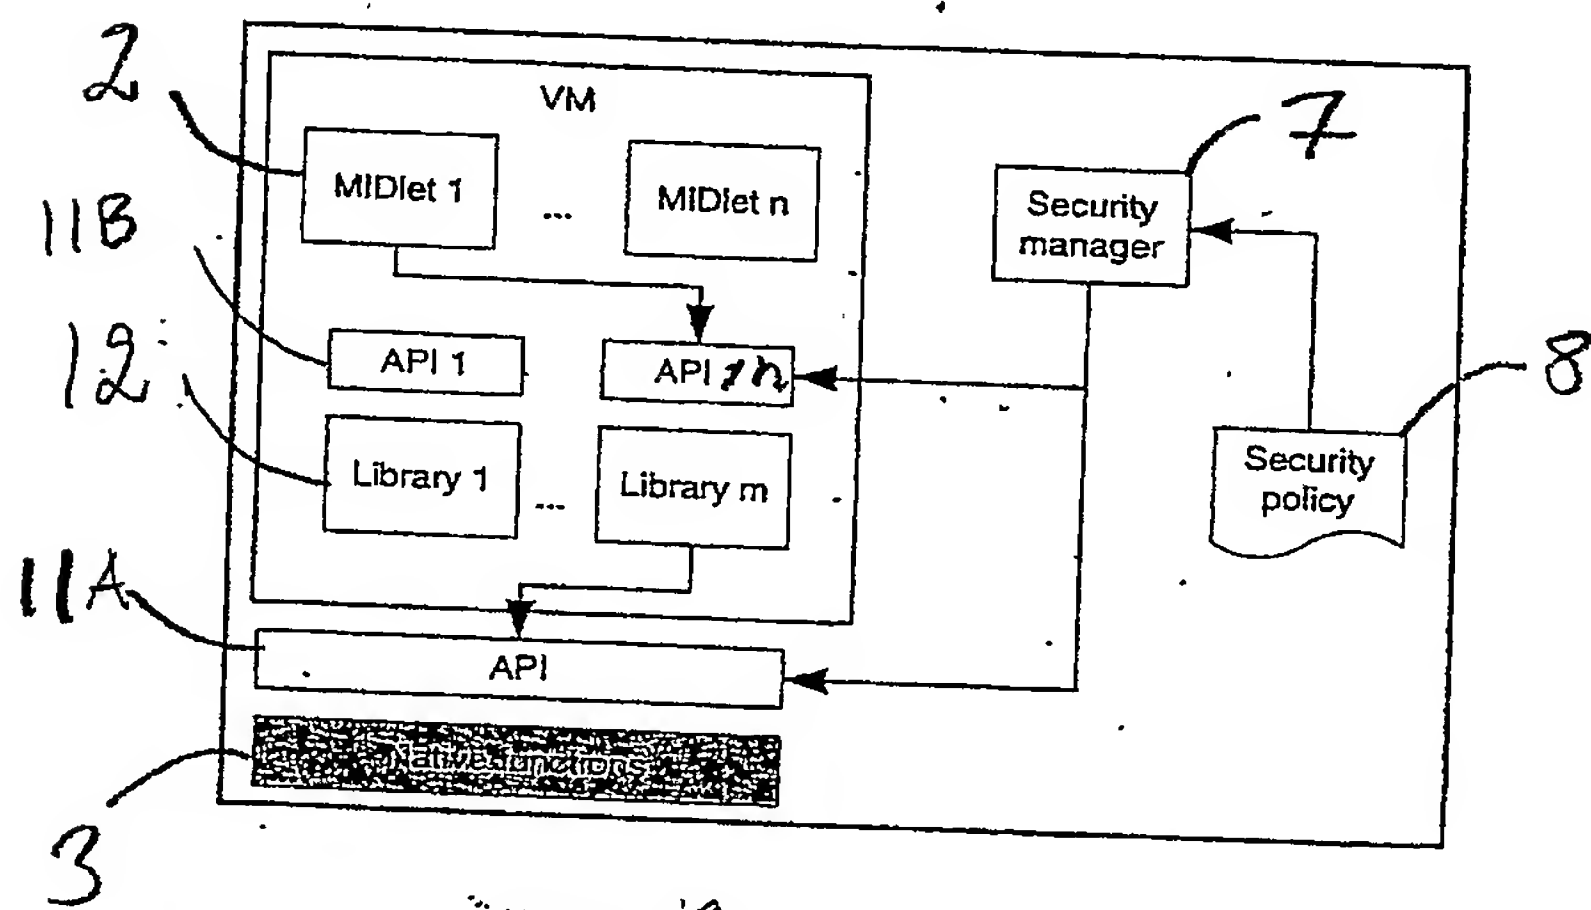 2
VM
7
MIDlet 1
...
MIDlet n
Security
manager
11B
API 1
API
12
8
Library 1
...
Library m
Security
policy
11A
API
Native functions
3